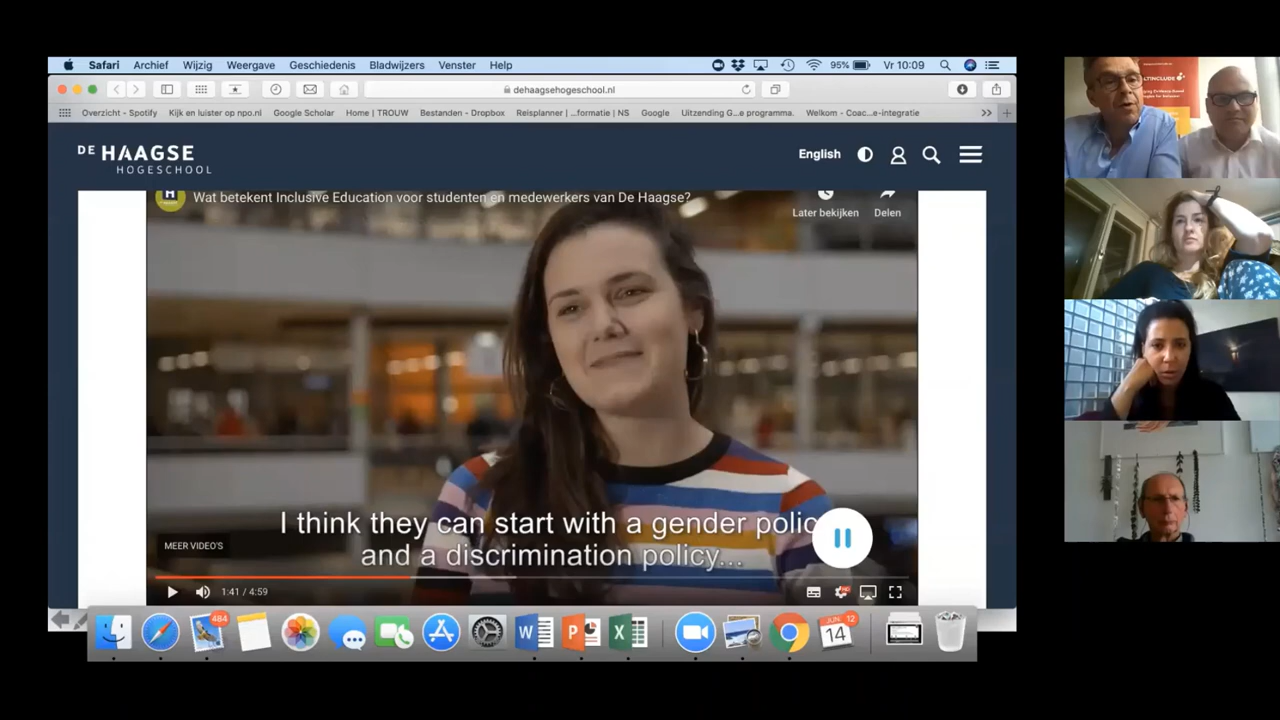 Safari Archief Wijzig Weergave Geschiedenis Bladwijzers Venster Help 95% Vr 10:09
dehaagsehogeschool.nl
Overzicht - Spotify Kijk en luister op npo.nl Google Scholar Home | TROUW Bestanden - Dropbox Reisplanner | ...formatie | NS Google Uitzending G...e programma. Welkom - Coac...e-integratie
DE HAAGSE
HOGESCHOOL
English
Wat betekent Inclusive Education voor studenten en medewerkers van De Haagse?
Later bekijken Delen
I think they can start with a gender polic
and a discrimination policy...
MEER VIDEO'S
1:41 / 4:59
484
JUN. 12
14